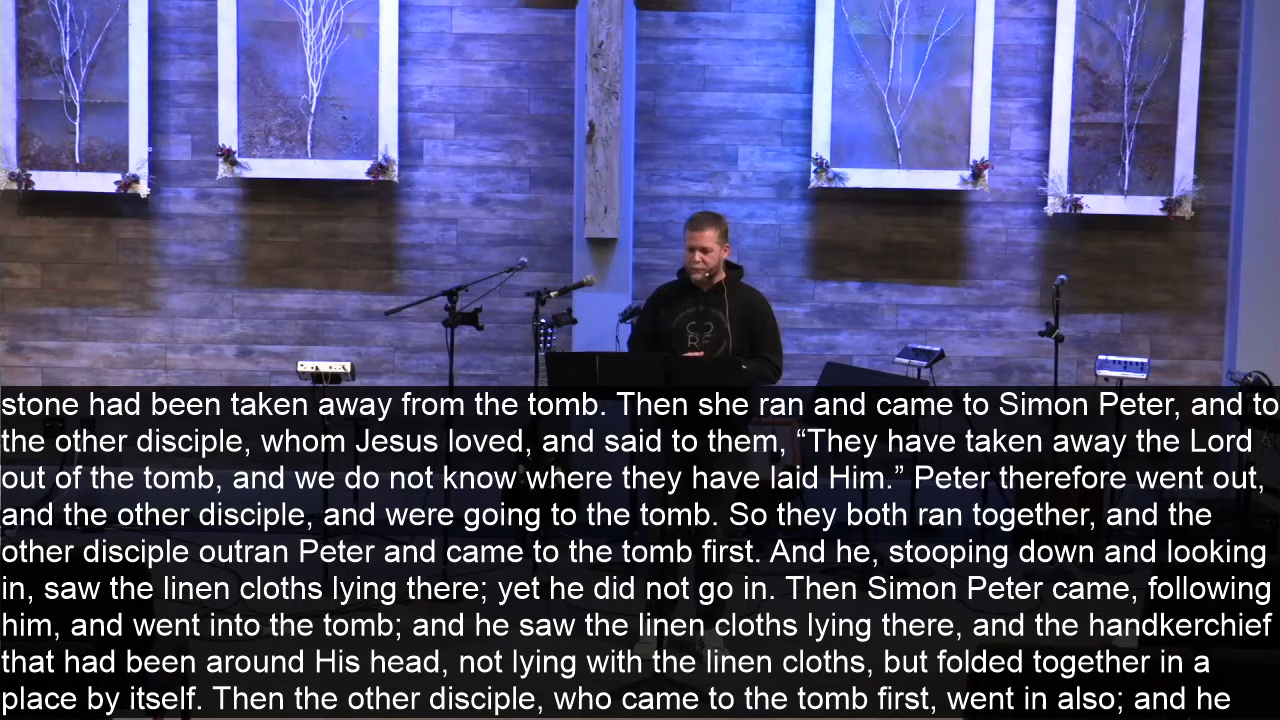 CO
RE
stone had been taken away from the tomb. Then she ran and came to Simon Peter, and to
the other disciple, whom Jesus loved, and said to them, “They have taken away the Lord
out of the tomb, and we do not know where they have laid Him.” Peter therefore went out,
and the other disciple, and were going to the tomb. So they both ran together, and the
other disciple outran Peter and came to the tomb first. And he, stooping down and looking
in, saw the linen cloths lying there; yet he did not go in. Then Simon Peter came, following
him, and went into the tomb; and he saw the linen cloths lying there, and the handkerchief
that had been around His head, not lying with the linen cloths, but folded together in a
place by itself. Then the other disciple, who came to the tomb first, went in also; and he